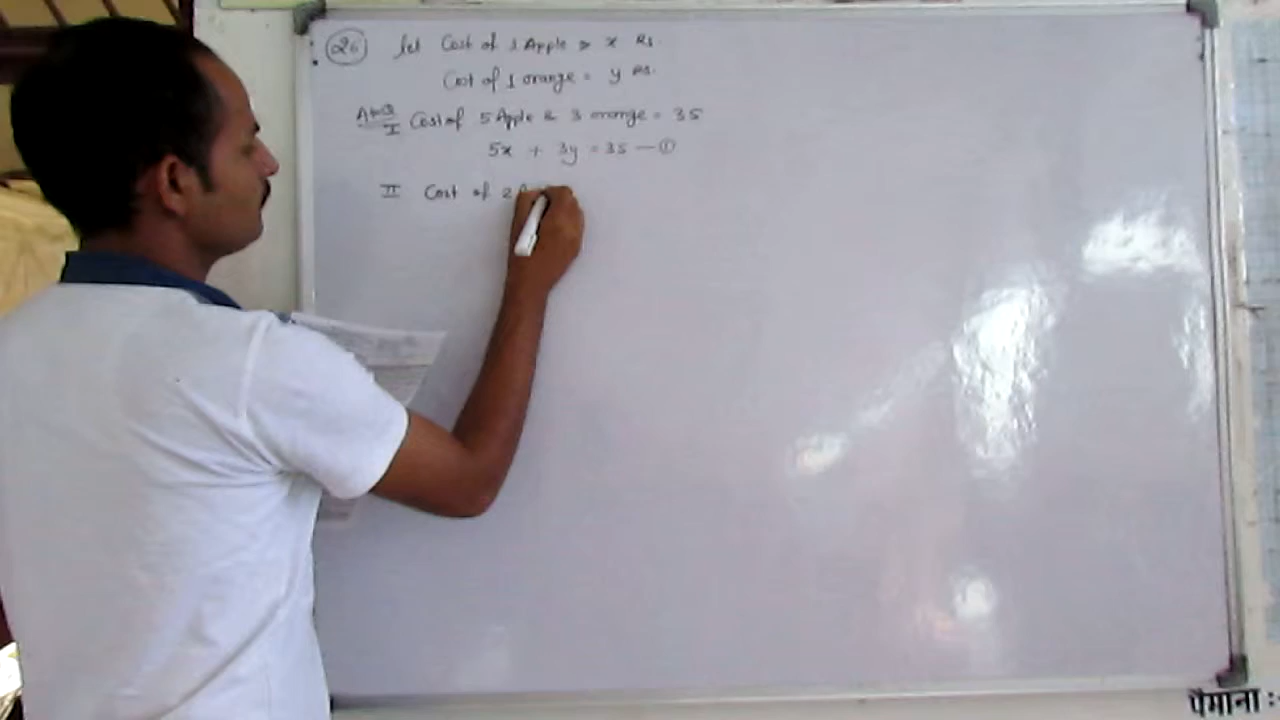 26 let Cost of 1 Apple = x Rs.
Cost of 1 orange = y Rs.
AtoQ
I Cost of 5 Apple & 3 orange = 35
5x + 3y = 35 — ①
II Cost of 2
पैमाना :-